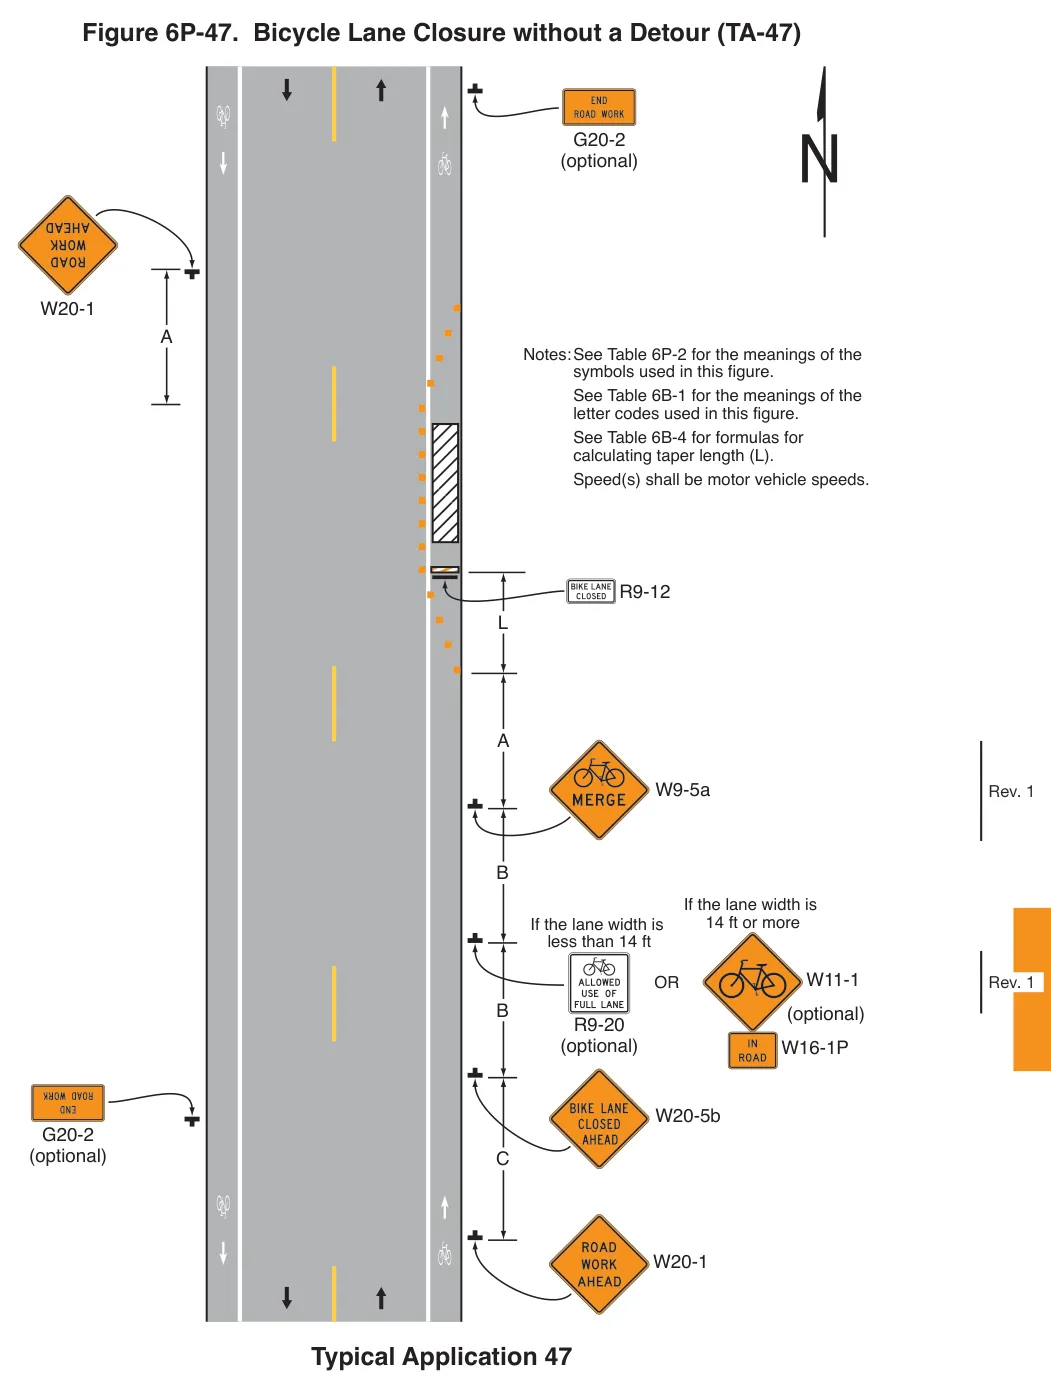 Figure 6P-47. Bicycle Lane Closure without a Detour (TA-47)
END
ROAD WORK
G20-2
(optional)
N
ROAD
WORK
AHEAD
W20-1
A
Notes: See Table 6P-2 for the meanings of the
symbols used in this figure.
See Table 6B-1 for the meanings of the
letter codes used in this figure.
See Table 6B-4 for formulas for
calculating taper length (L).
Speed(s) shall be motor vehicle speeds.
BIKE LANE
CLOSED
R9-12
L
A
MERGE
W9-5a
Rev. 1
B
If the lane width is
less than 14 ft
ALLOWED
USE OF
FULL LANE
R9-20
(optional)
OR
If the lane width is
14 ft or more
W11-1
(optional)
IN
ROAD
W16-1P
Rev. 1
B
END
ROAD WORK
G20-2
(optional)
BIKE LANE
CLOSED
AHEAD
W20-5b
C
ROAD
WORK
AHEAD
W20-1
Typical Application 47